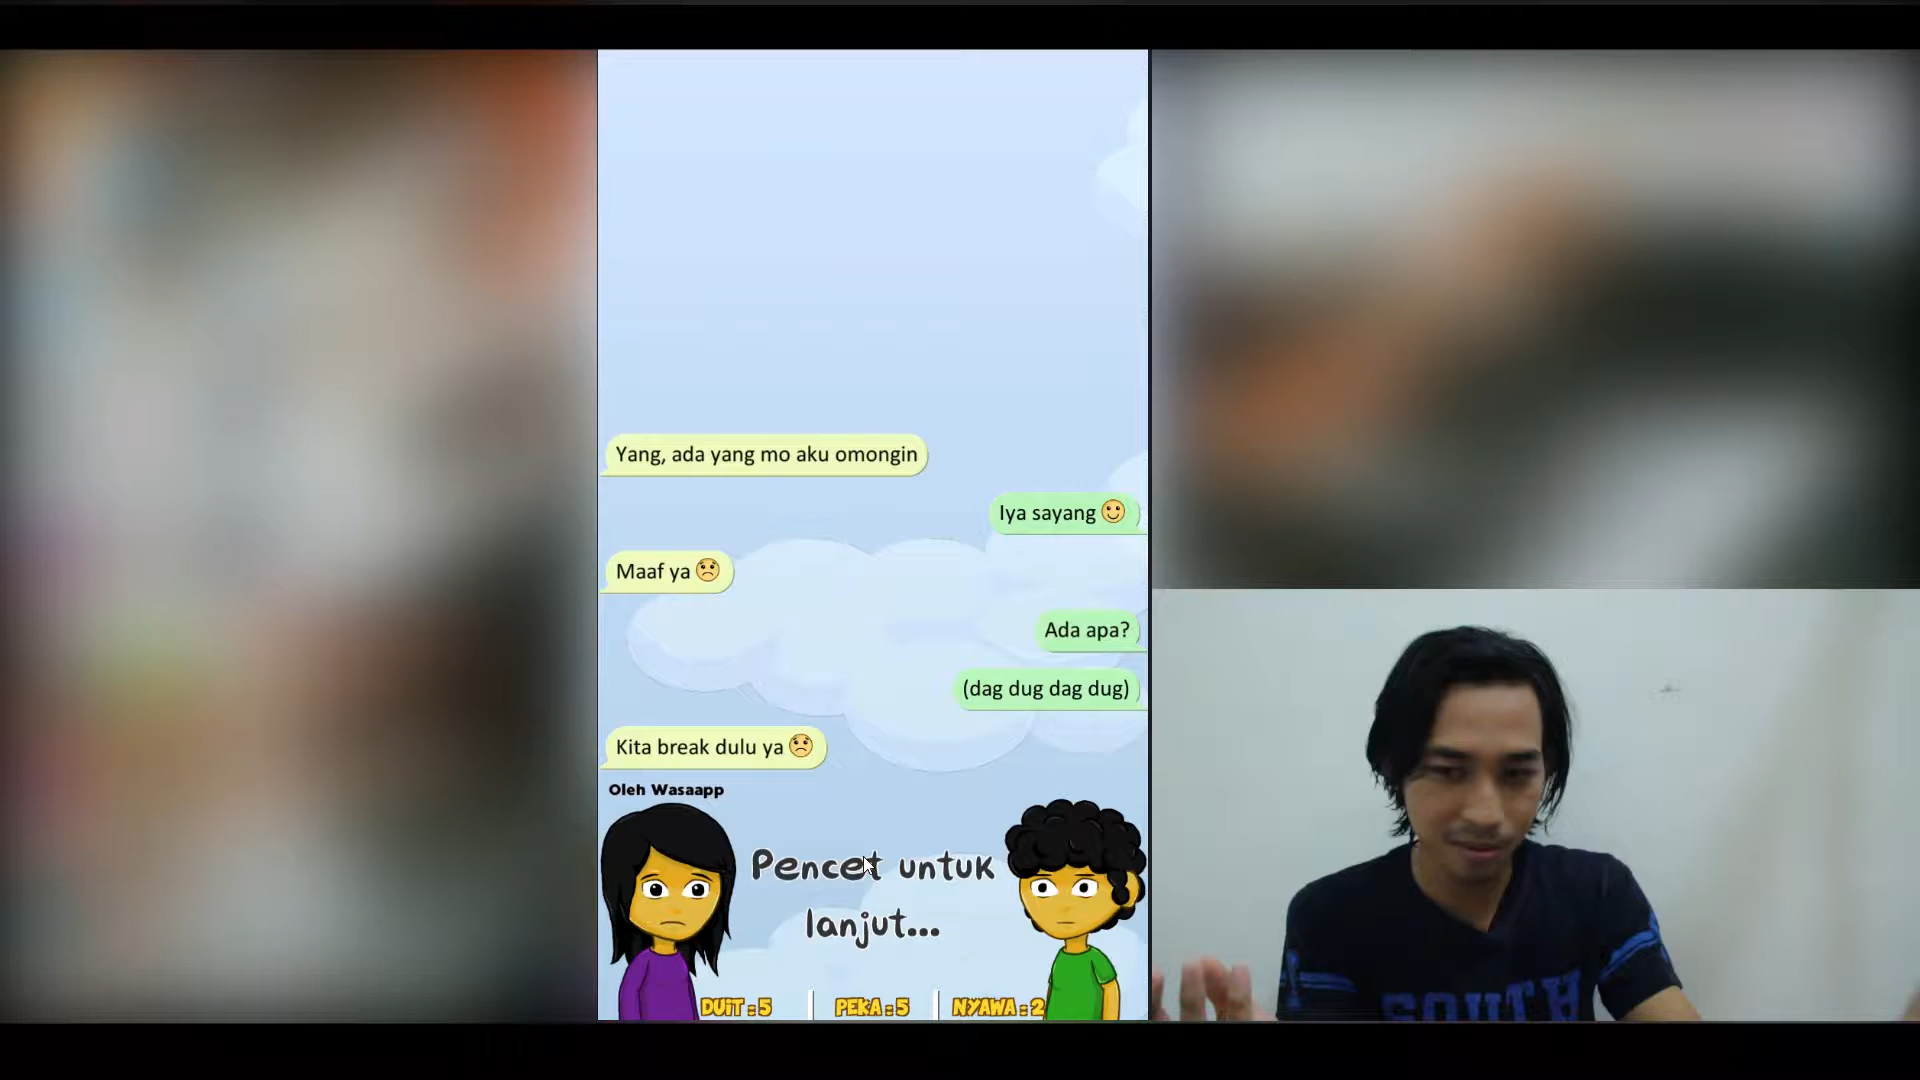 Yang, ada yang mo aku omongin
Iya sayang
Maaf ya
Ada apa?
(dag dug dag dug)
Kita break dulu ya
Oleh Wasaapp
Pencet untuk
lanjut...
DUIT : 5
PEKA : 5
NYAWA : 2
SOUTH